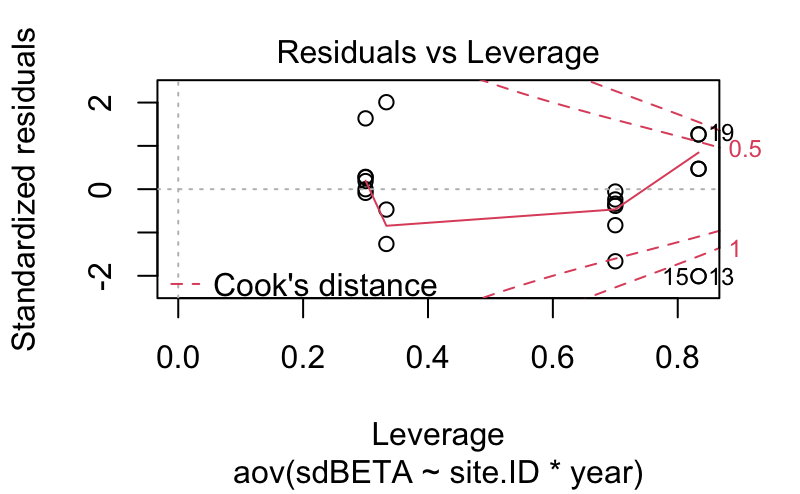 Residuals vs Leverage
Standardized residuals
2
0
-2
19
0.5
1
15
13
Cook's distance
0.0 0.2 0.4 0.6 0.8
Leverage
aov(sdBETA ~ site.ID * year)